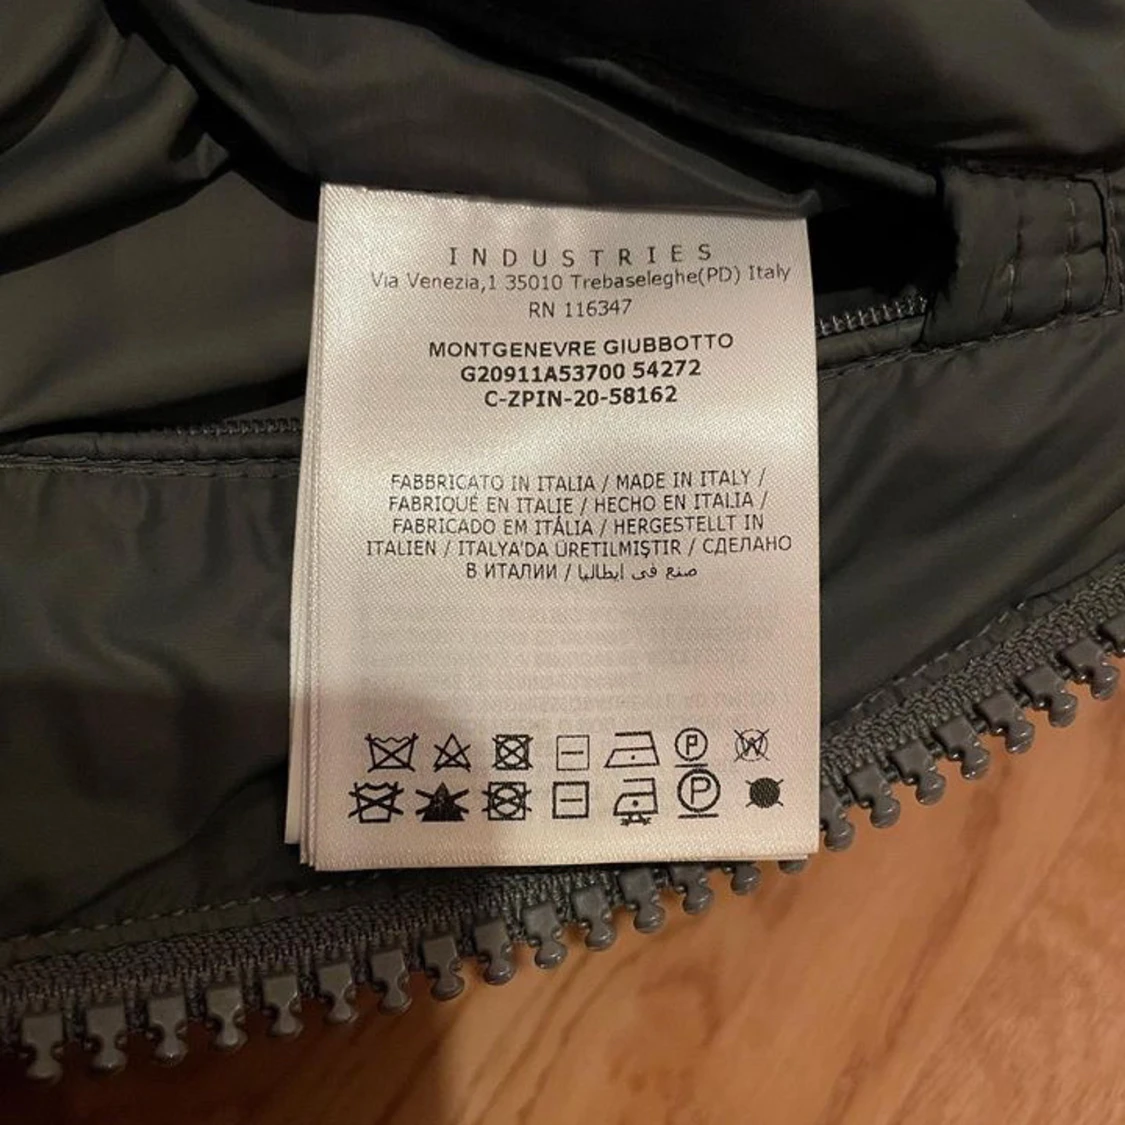 INDUSTRIES
Via Venezia,1 35010 Trebaseleghe(PD) Italy
RN 116347
MONTGENEVRE GIUBBOTTO
G20911A53700 54272
C-ZPIN-20-58162
FABBRICATO IN ITALIA / MADE IN ITALY /
FABRIQUÉ EN ITALIE / HECHO EN ITALIA /
FABRICADO EM ITÁLIA / HERGESTELLT IN
ITALIEN / ITALYA'DA ÜRETILMIŞTIR / СДЕЛАНО
В ИТАЛИИ / صنع في ايطاليا
P W
P